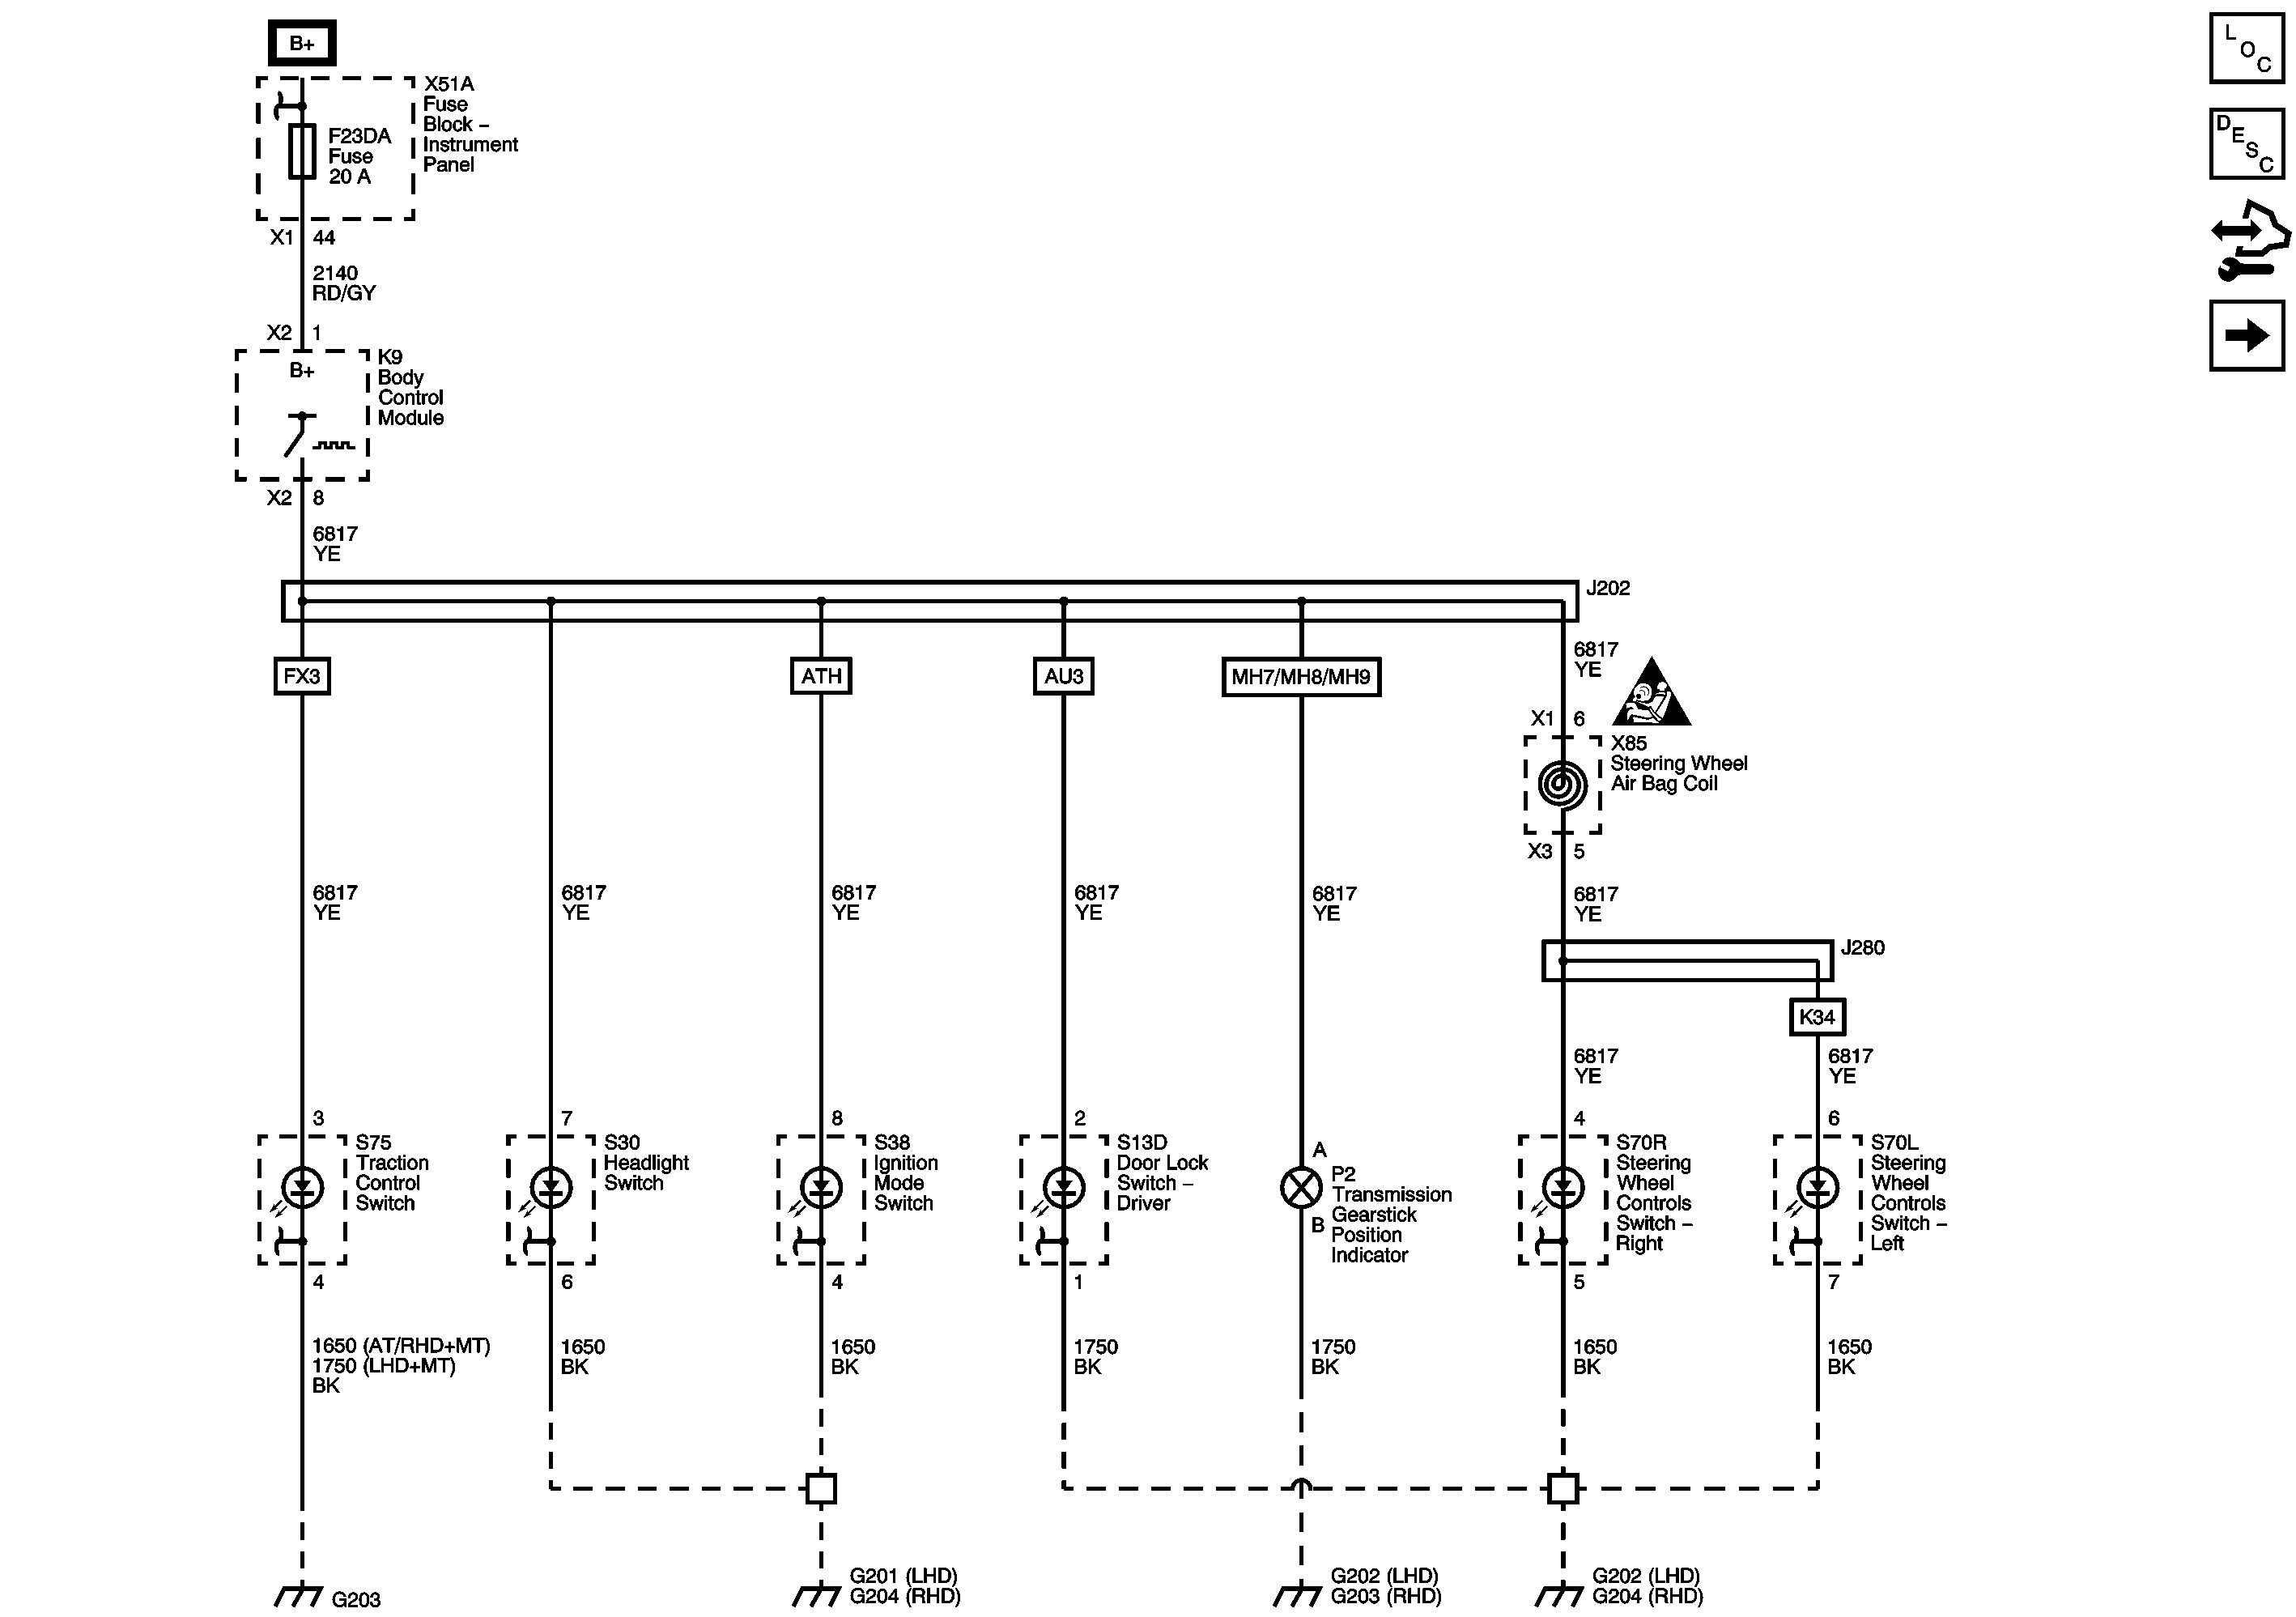 B+
X51A
Fuse
Block –
Instrument
Panel
F23DA
Fuse
20 A
X1 44
2140
RD/GY
X2 1
B+
K9
Body
Control
Module
X2 8
6817
YE
J202
FX3
ATH
AU3
MH7/MH8/MH9
6817
YE
X1 6
X85
Steering Wheel
Air Bag Coil
X3 5
6817
YE
6817
YE
6817
YE
6817
YE
6817
YE
6817
YE
J280
K34
6817
YE
6817
YE
3
S75
Traction
Control
Switch
4
7
S30
Headlight
Switch
6
8
S38
Ignition
Mode
Switch
4
2
S13D
Door Lock
Switch –
Driver
1
A
P2
Transmission
Gearstick
Position
Indicator
B
4
S70R
Steering
Wheel
Controls
Switch –
Right
5
6
S70L
Steering
Wheel
Controls
Switch –
Left
7
1650 (AT/RHD+MT)
1750 (LHD+MT)
BK
1650
BK
1650
BK
1750
BK
1750
BK
1650
BK
1650
BK
G203
G201 (LHD)
G204 (RHD)
G202 (LHD)
G203 (RHD)
G202 (LHD)
G204 (RHD)
LOC
DESC